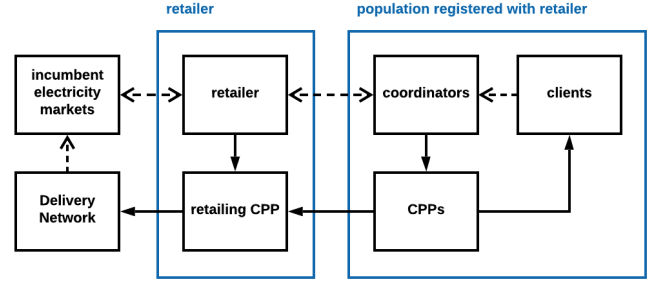 retailer
population registered with retailer
incumbent
electricity
markets
retailer
coordinators
clients
Delivery
Network
retailing CPP
CPPs